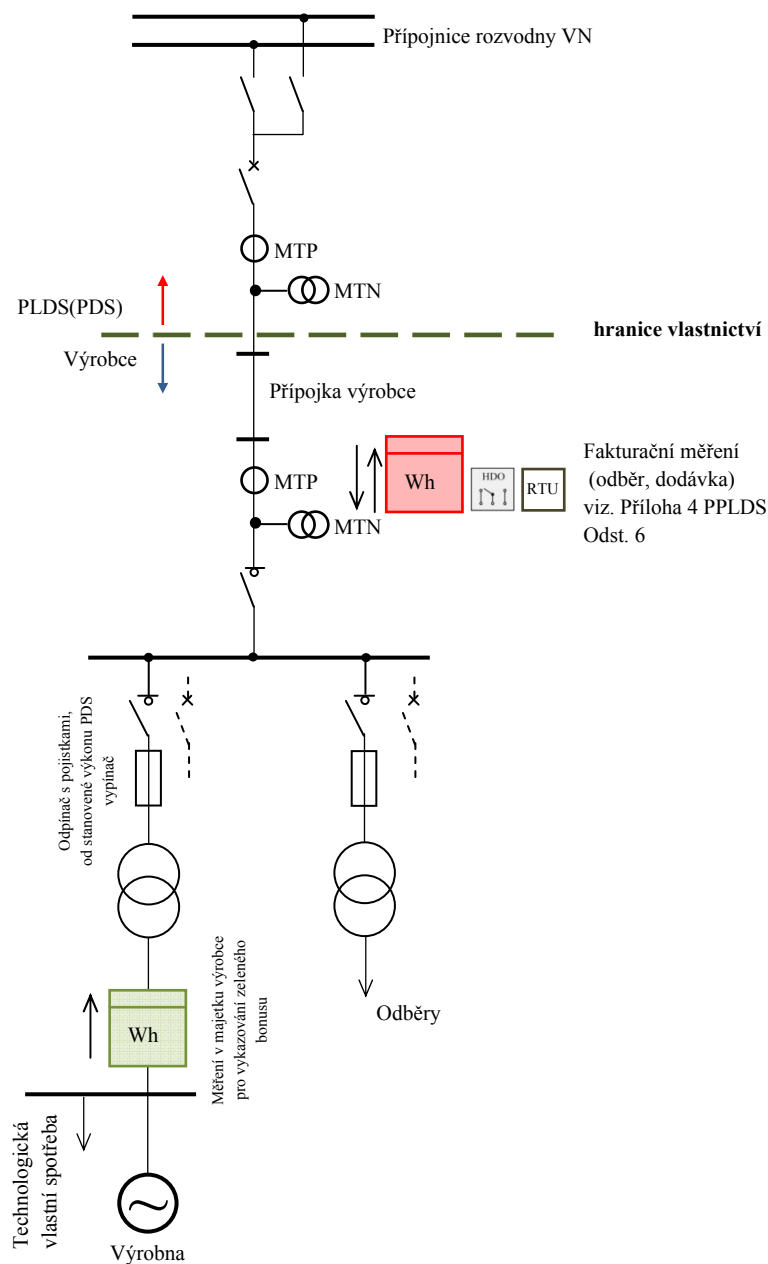 Přípojnice rozvodny VN
MTP
MTN
PLDS(PDS)
hranice vlastnictví
Výrobce
Přípojka výrobce
Fakturační měření
(odběr, dodávka)
viz. Příloha 4 PPLDS
Odst. 6
Wh
HDO
RTU
MTP
MTN
Odpínač s pojistkami,
od stanovené výkonu PDS
vypínač
Měření v majetku výrobce
pro vykazování zeleného
bonusu
Odběry
Wh
Technologická
vlastní spotřeba
Výrobna